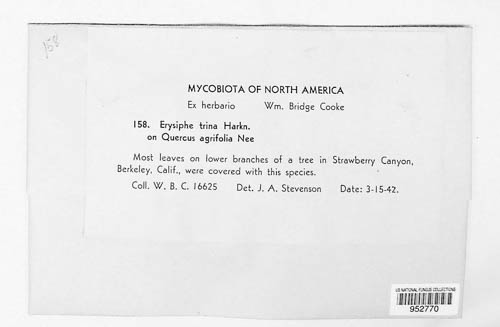 158
MYCOBIOTA OF NORTH AMERICA
Ex herbario Wm. Bridge Cooke
158. Erysiphe trina Harkn.
on Quercus agrifolia Nee
Most leaves on lower branches of a tree in Strawberry Canyon,
Berkeley, Calif., were covered with this species.
Coll. W. B. C. 16625 Det. J. A. Stevenson Date: 3-15-42.
US NATIONAL FUNGUS COLLECTIONS
952770